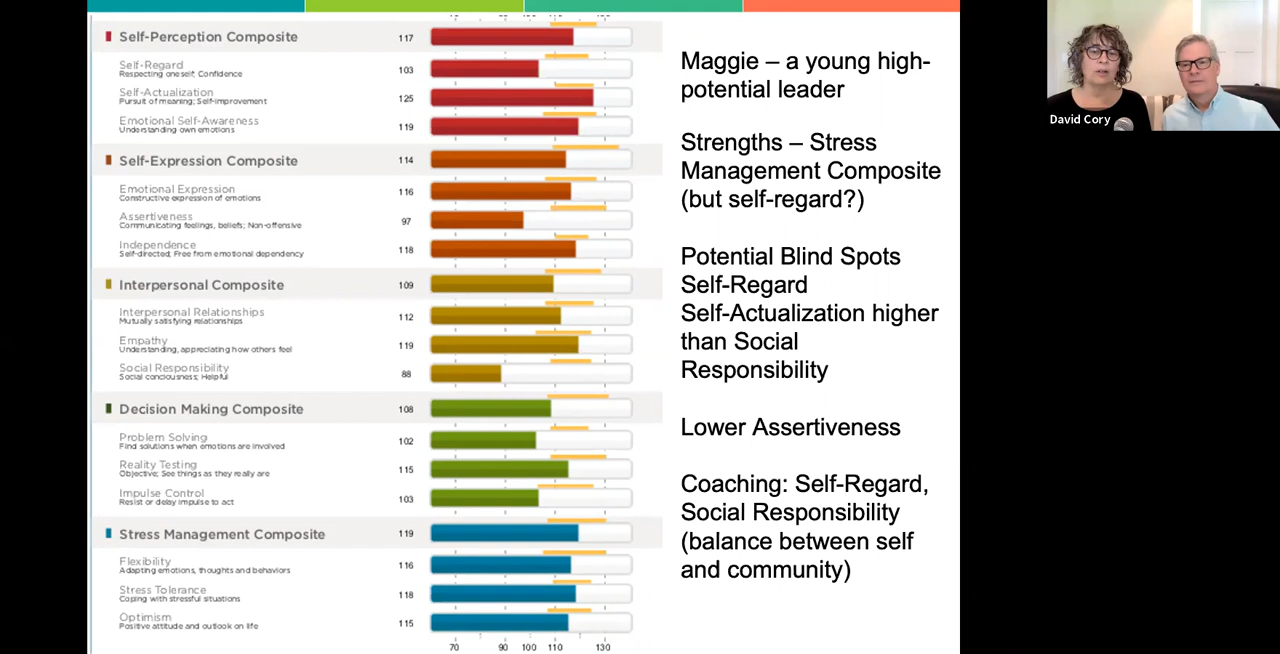 Self-Perception Composite 117
Self-Regard 103
Respecting oneself; Confidence
Self-Actualization 125
Pursuit of meaning; Self-improvement
Emotional Self-Awareness 119
Understanding own emotions
Self-Expression Composite 114
Emotional Expression 116
Constructive expression of emotions
Assertiveness 97
Communicating feelings, beliefs; Non-offensive
Independence 118
Self-directed; Free from emotional dependency
Interpersonal Composite 109
Interpersonal Relationships 112
Mutually satisfying relationships
Empathy 119
Understanding, appreciating how others feel
Social Responsibility 88
Social conciousness; Helpful
Decision Making Composite 108
Problem Solving 102
Find solutions when emotions are involved
Reality Testing 115
Objective; See things as they really are
Impulse Control 103
Resist or delay impulse to act
Stress Management Composite 119
Flexibility 116
Adapting emotions, thoughts and behaviors
Stress Tolerance 118
Coping with stressful situations
Optimism 115
Positive attitude and outlook on life
70 90 100 110 130
Maggie – a young high-
potential leader
Strengths – Stress
Management Composite
(but self-regard?)
Potential Blind Spots
Self-Regard
Self-Actualization higher
than Social
Responsibility
Lower Assertiveness
Coaching: Self-Regard,
Social Responsibility
(balance between self
and community)
David Cory